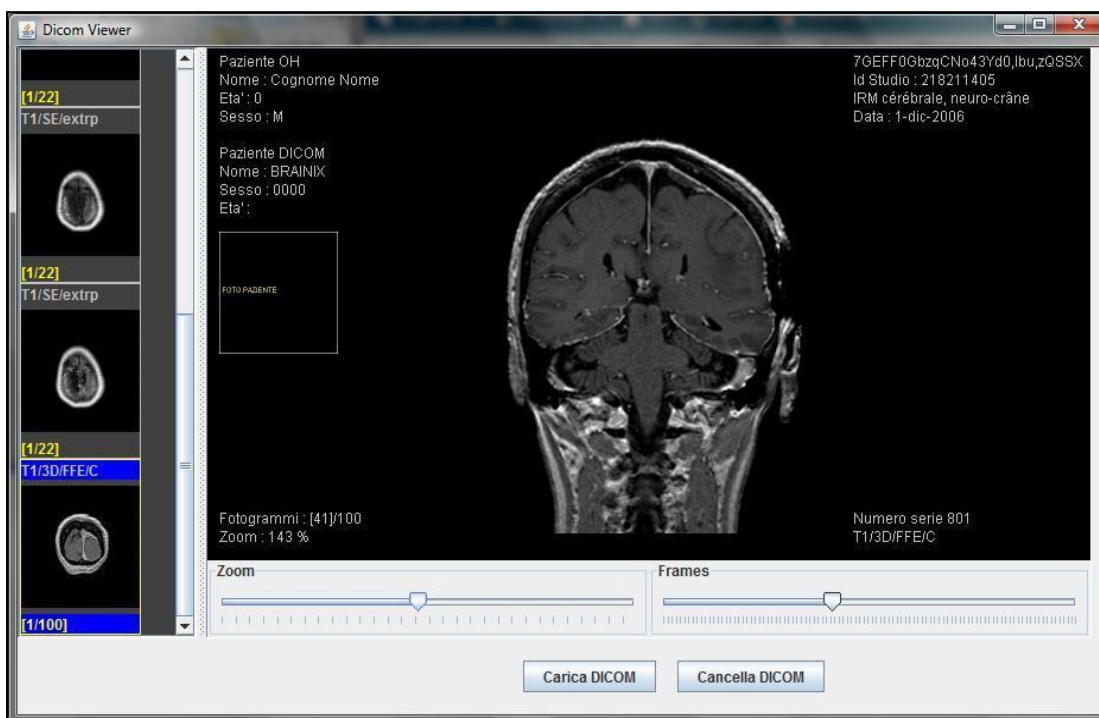 Dicom Viewer
[1/22]
T1/SE/extrp
[1/22]
T1/SE/extrp
[1/22]
T1/3D/FFE/C
[1/100]
Paziente OH
Nome : Cognome Nome
Eta' : 0
Sesso : M
Paziente DICOM
Nome : BRAINIX
Sesso : 0000
Eta' :
FOTO PAZIENTE
7GEFF0GbzqCNo43Yd0,lbu,zQSSX
Id Studio : 218211405
IRM cérébrale, neuro-crâne
Data : 1-dic-2006
Fotogrammi : [41]/100
Zoom : 143 %
Numero serie 801
T1/3D/FFE/C
Zoom
Frames
Carica DICOM
Cancella DICOM